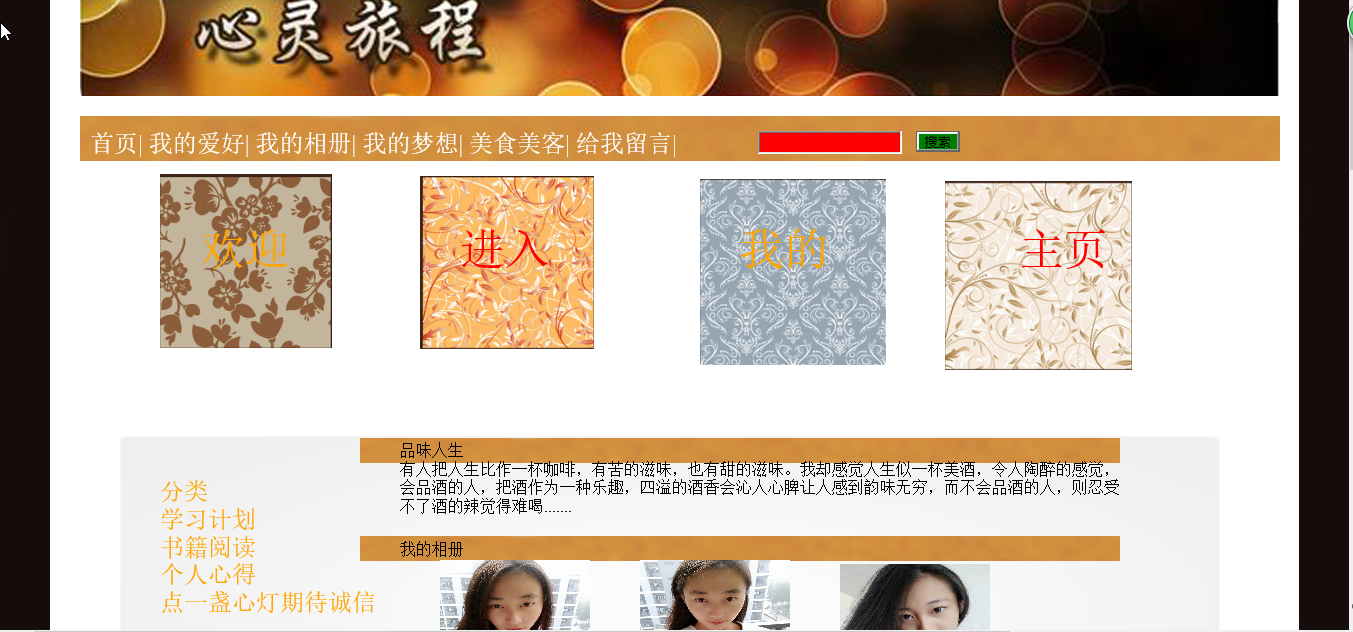 心灵旅程
首页| 我的爱好| 我的相册| 我的梦想| 美食美客| 给我留言|
搜索
欢迎 进入 我的 主页
品味人生
有人把人生比作一杯咖啡，有苦的滋味，也有甜的滋味。我却感觉人生似一杯美酒，令人陶醉的感觉，
会品酒的人，把酒作为一种乐趣，四溢的酒香会沁人心脾让人感到韵味无穷，而不会品酒的人，则忍受
不了酒的辣觉得难喝.......
我的相册
分类
学习计划
书籍阅读
个人心得
点一盏心灯期待诚信